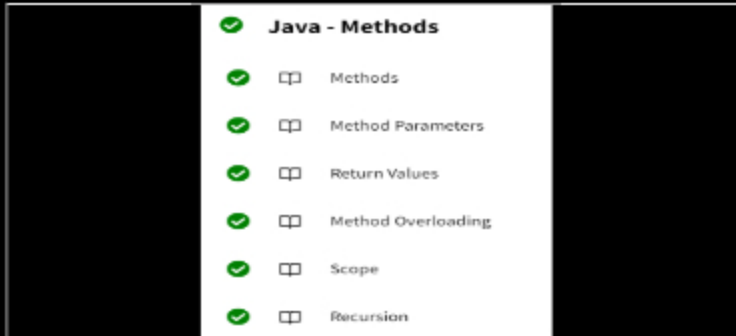 Java - Methods
Methods
Method Parameters
Return Values
Method Overloading
Scope
Recursion